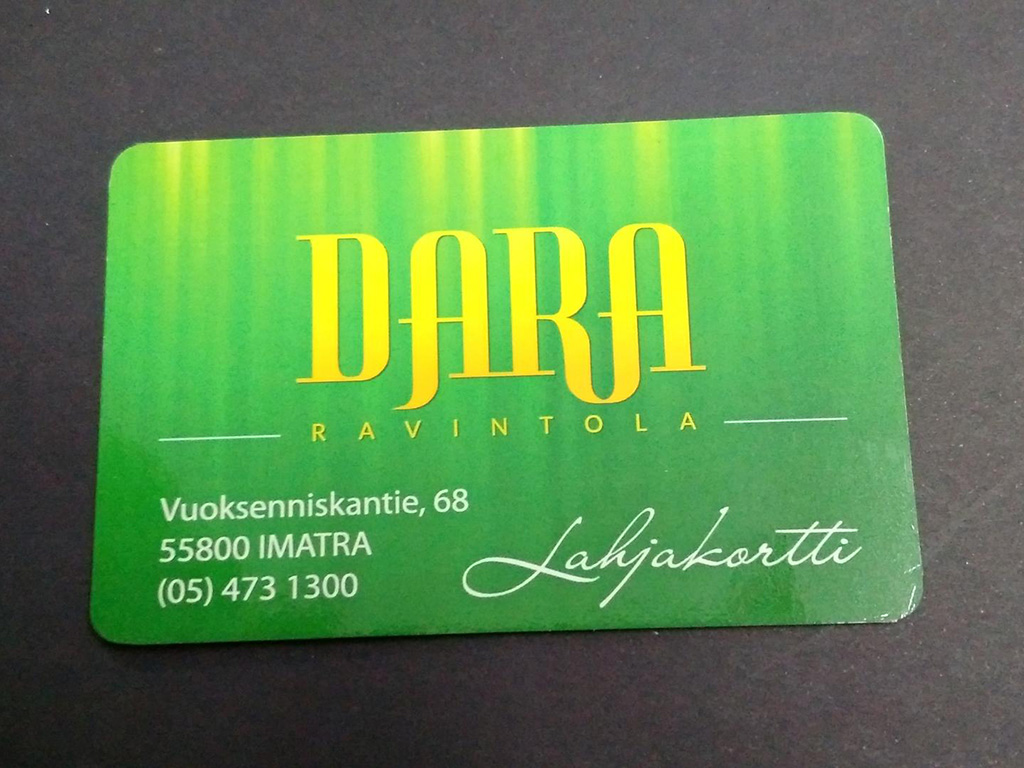 DARA
RAVINTOLA
Vuoksenniskantie, 68
55800 IMATRA
(05) 473 1300
Lahjakortti